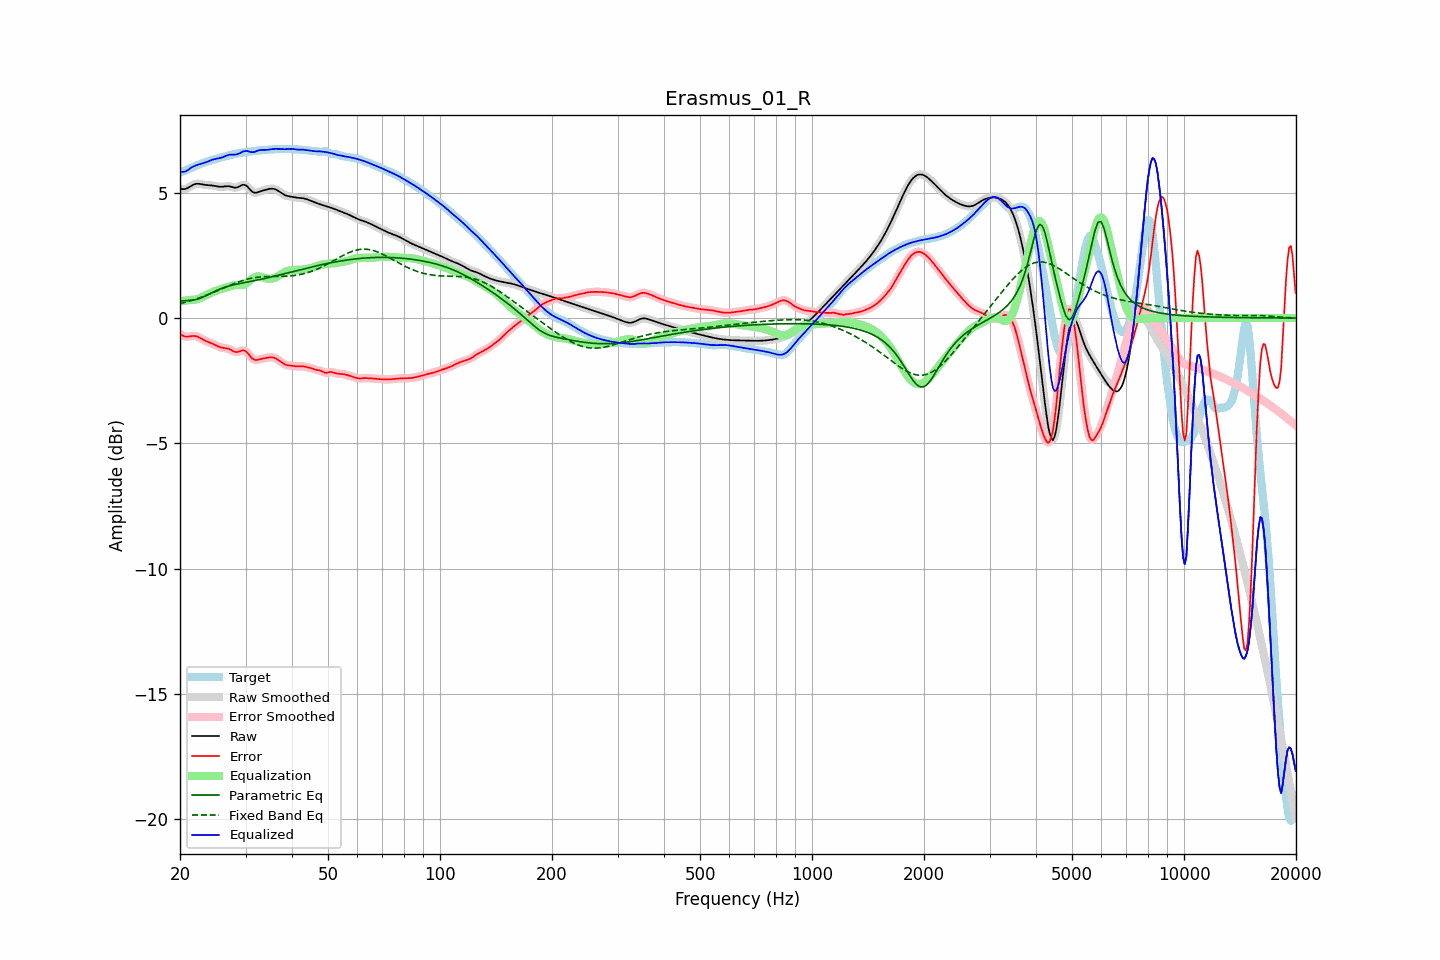 Erasmus_01_R
Amplitude (dBr)
5
0
−5
−10
−15
−20
Target
Raw Smoothed
Error Smoothed
Raw
Error
Equalization
Parametric Eq
Fixed Band Eq
Equalized
20 50 100 200 500 1000 2000 5000 10000 20000
Frequency (Hz)